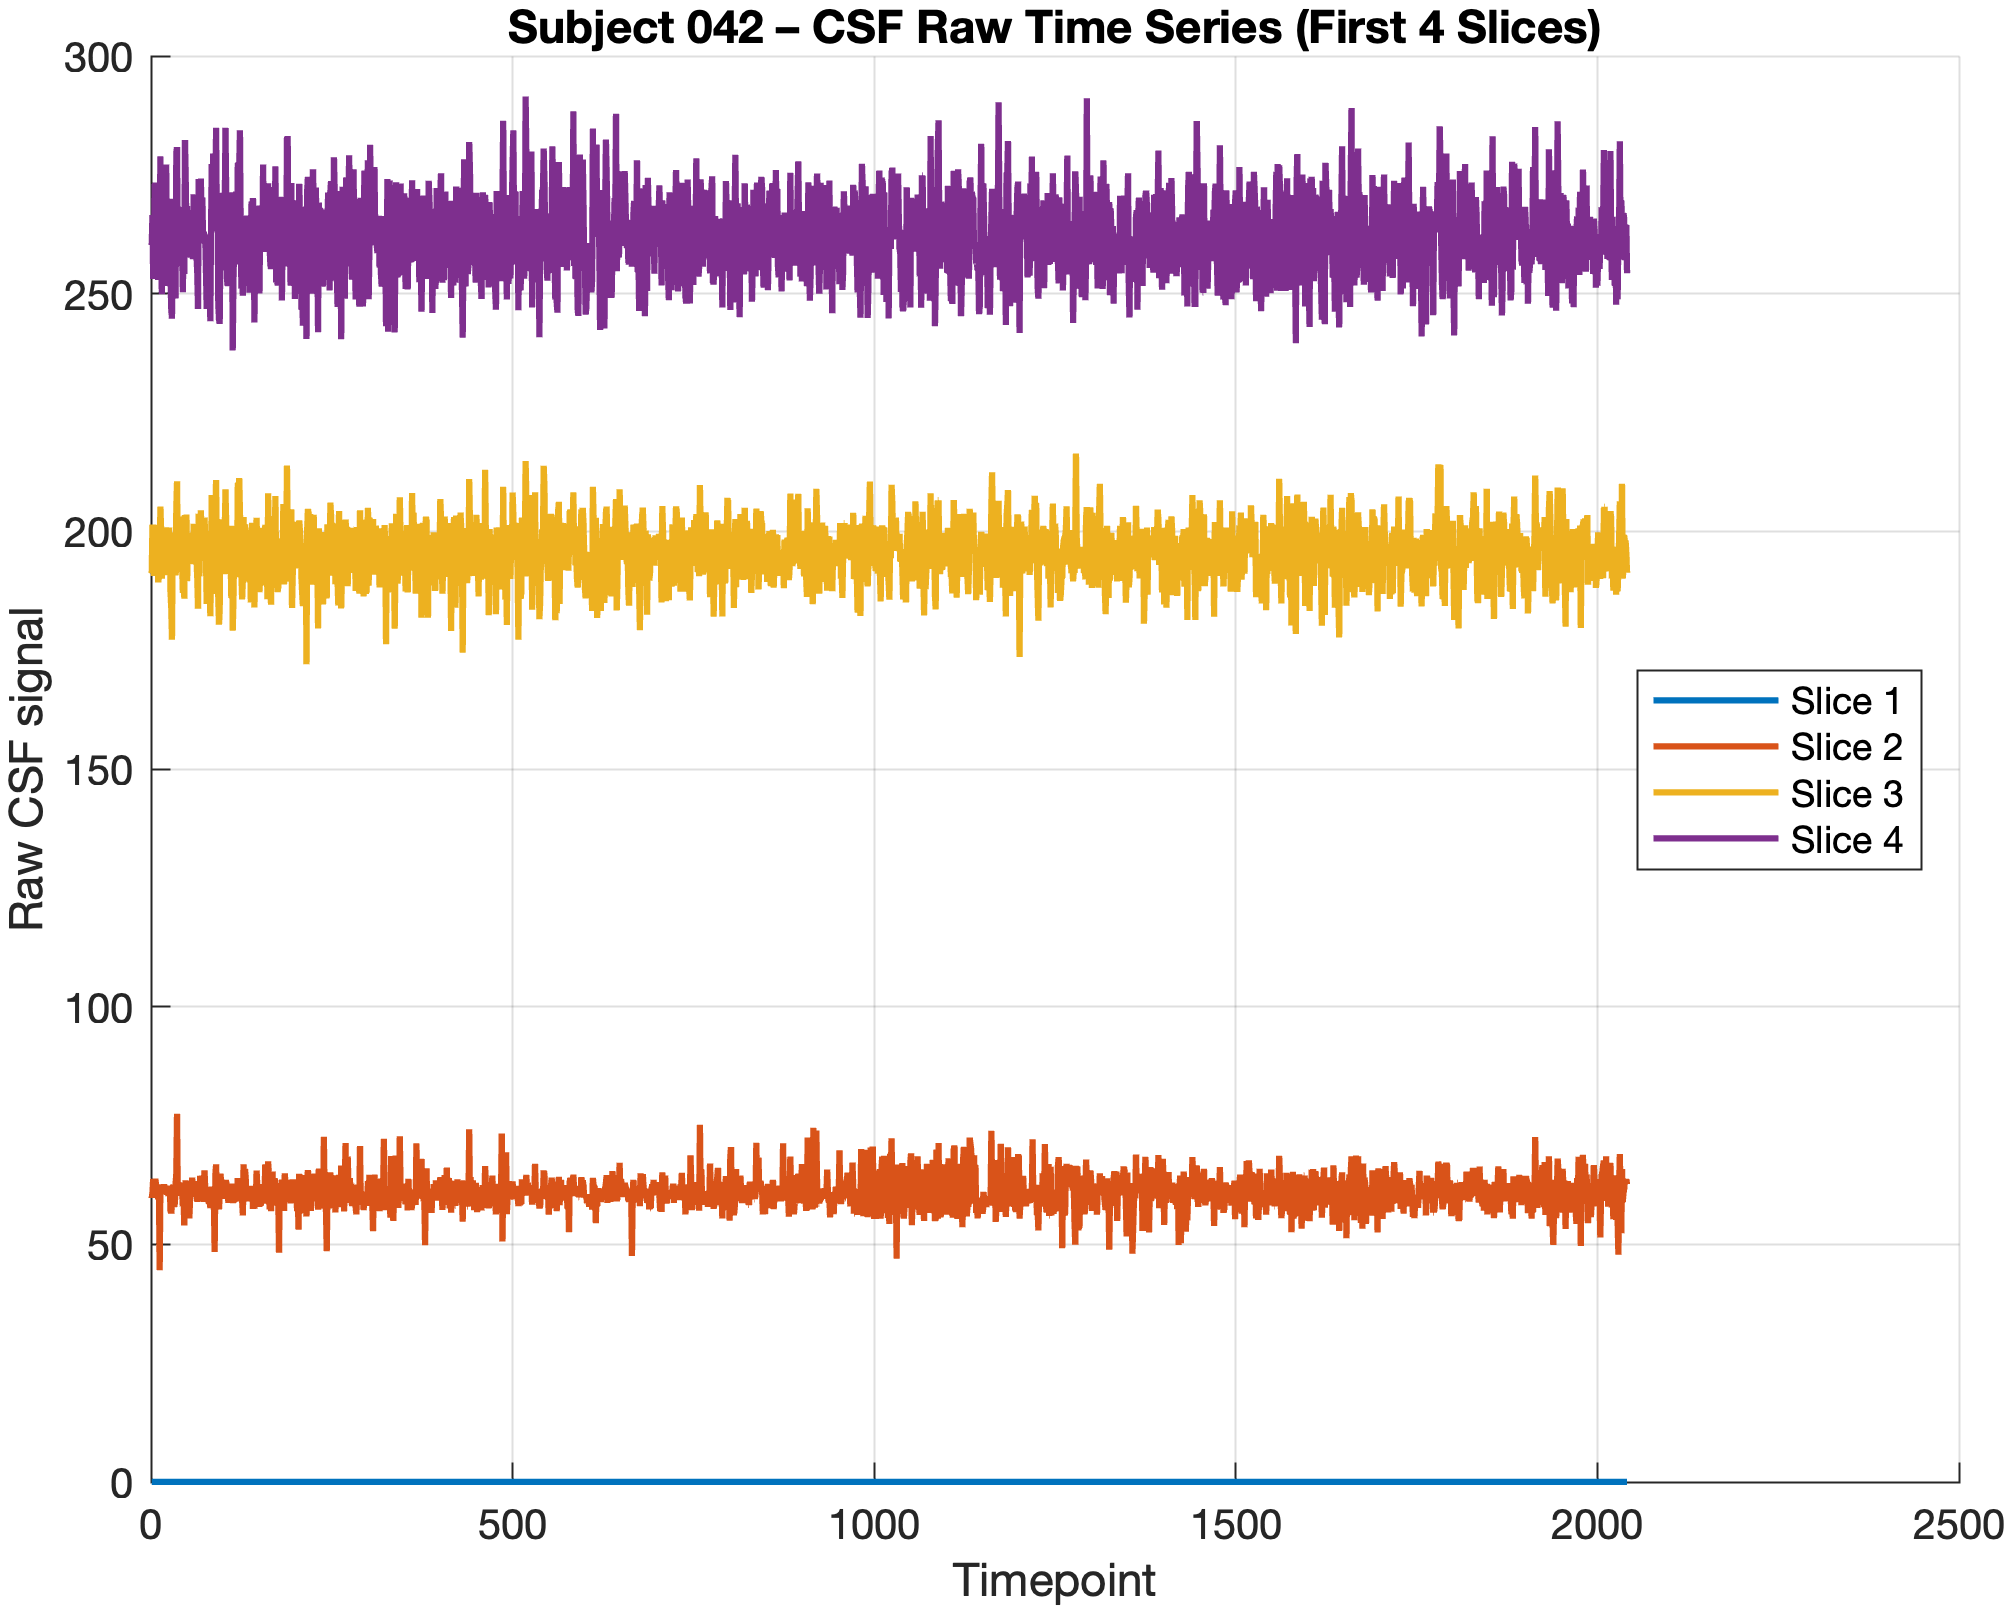 Subject 042 – CSF Raw Time Series (First 4 Slices)
300
250
200
150
100
50
0
Raw CSF signal
Slice 1
Slice 2
Slice 3
Slice 4
0 500 1000 1500 2000 2500
Timepoint